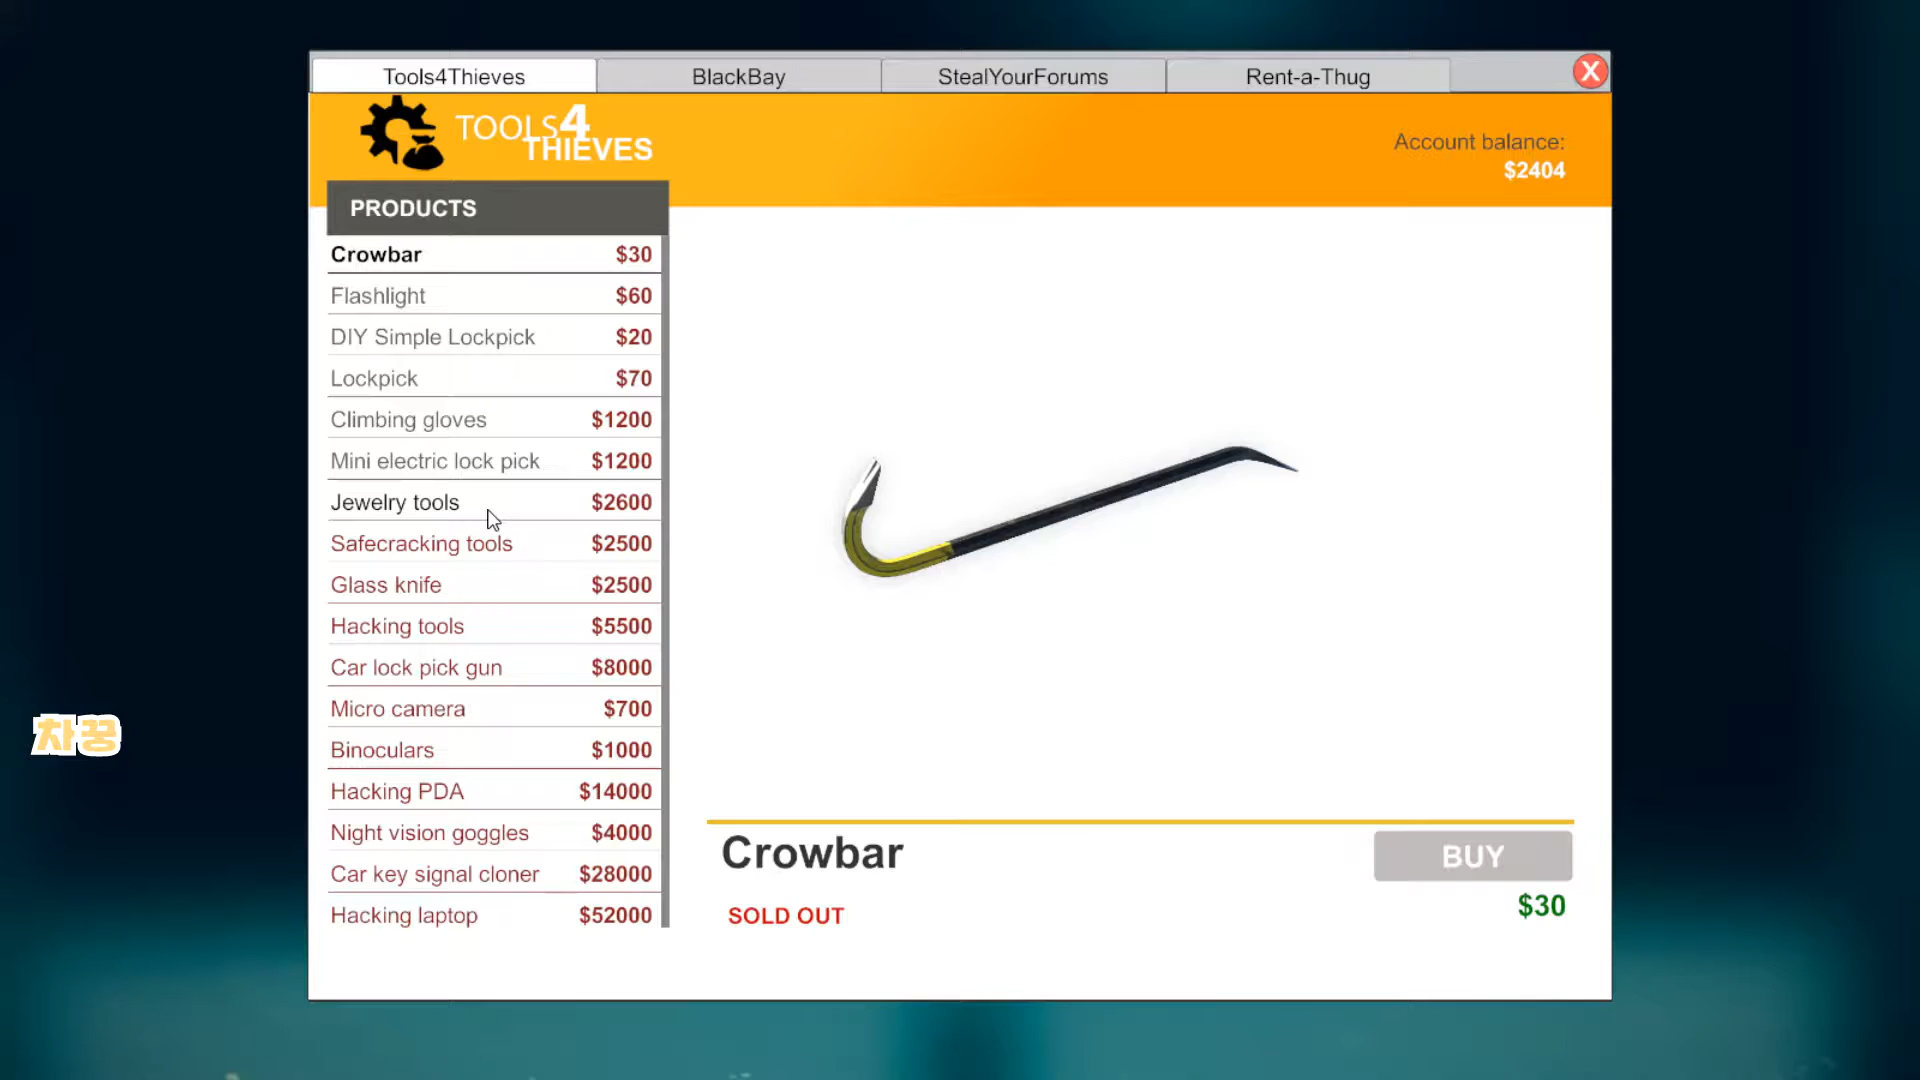 Tools4Thieves BlackBay StealYourForums Rent-a-Thug X
TOOLS4
THIEVES
Account balance:
$2404
PRODUCTS
Crowbar $30
Flashlight $60
DIY Simple Lockpick $20
Lockpick $70
Climbing gloves $1200
Mini electric lock pick $1200
Jewelry tools $2600
Safecracking tools $2500
Glass knife $2500
Hacking tools $5500
Car lock pick gun $8000
Micro camera $700
Binoculars $1000
Hacking PDA $14000
Night vision goggles $4000
Car key signal cloner $28000
Hacking laptop $52000
차꿍
Crowbar
BUY
SOLD OUT
$30